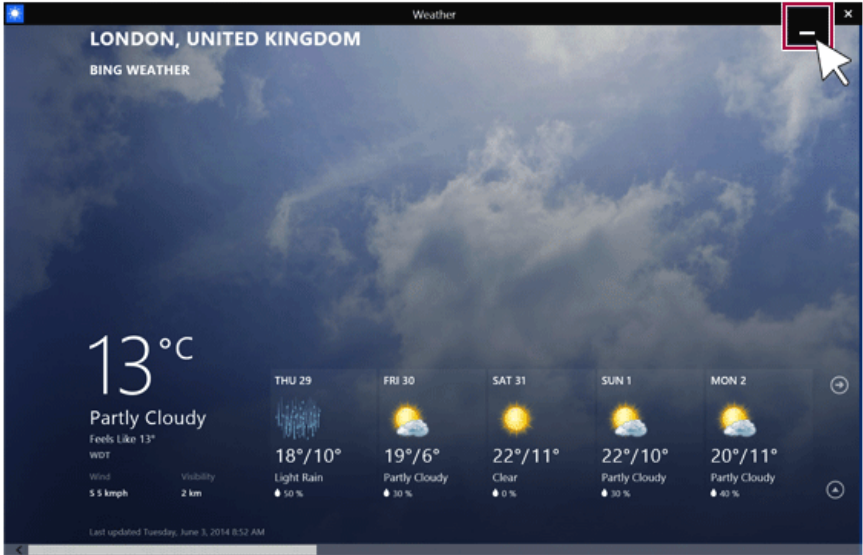 Weather
LONDON, UNITED KINGDOM
BING WEATHER
13°C
Partly Cloudy
Feels Like 13°
WDT
Wind Visibility
S 5 kmph 2 km
THU 29
18°/10°
Light Rain
50 %
FRI 30
19°/6°
Partly Cloudy
30 %
SAT 31
22°/11°
Clear
0 %
SUN 1
22°/10°
Partly Cloudy
30 %
MON 2
20°/11°
Partly Cloudy
40 %
Last updated Tuesday, June 3, 2014 8:52 AM